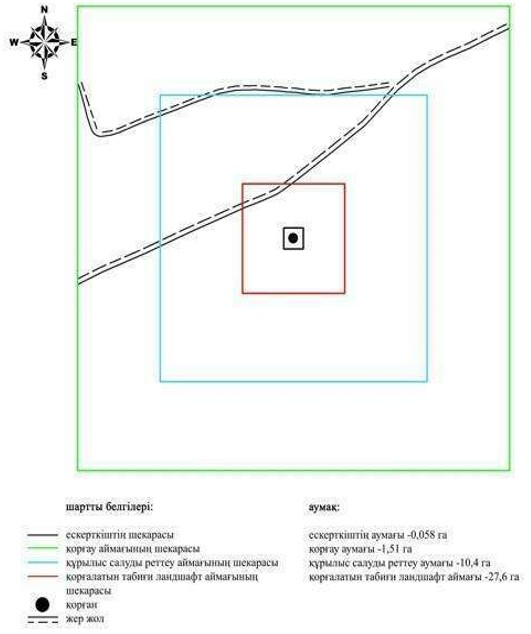 N
W E
S
шартты белгілері: аумақ:
ескерткіштің шекарасы ескерткіштің аумағы -0,058 га
қорғау аймағының шекарасы қорғау аумағы -1,51 га
құрылыс салуды реттеу аймағының шекарасы құрылыс салуды реттеу аумағы -10,4 га
қорғалатын табиғи ландшафт аймағының қорғалатын табиғи ландшафт аймағы -27,6 га
шекарасы
қорған
жер жол